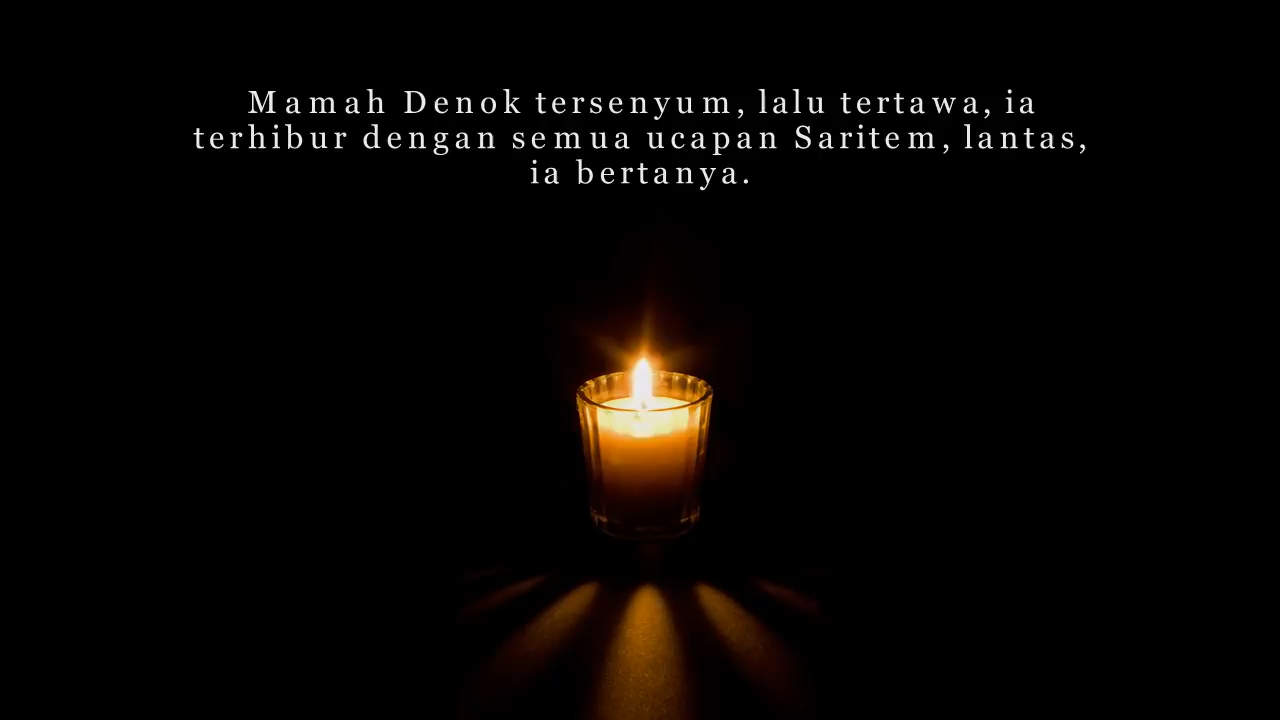 Mamah Denok tersenyum, lalu tertawa, ia
terhibur dengan semua ucapan Saritem, lantas,
ia bertanya.